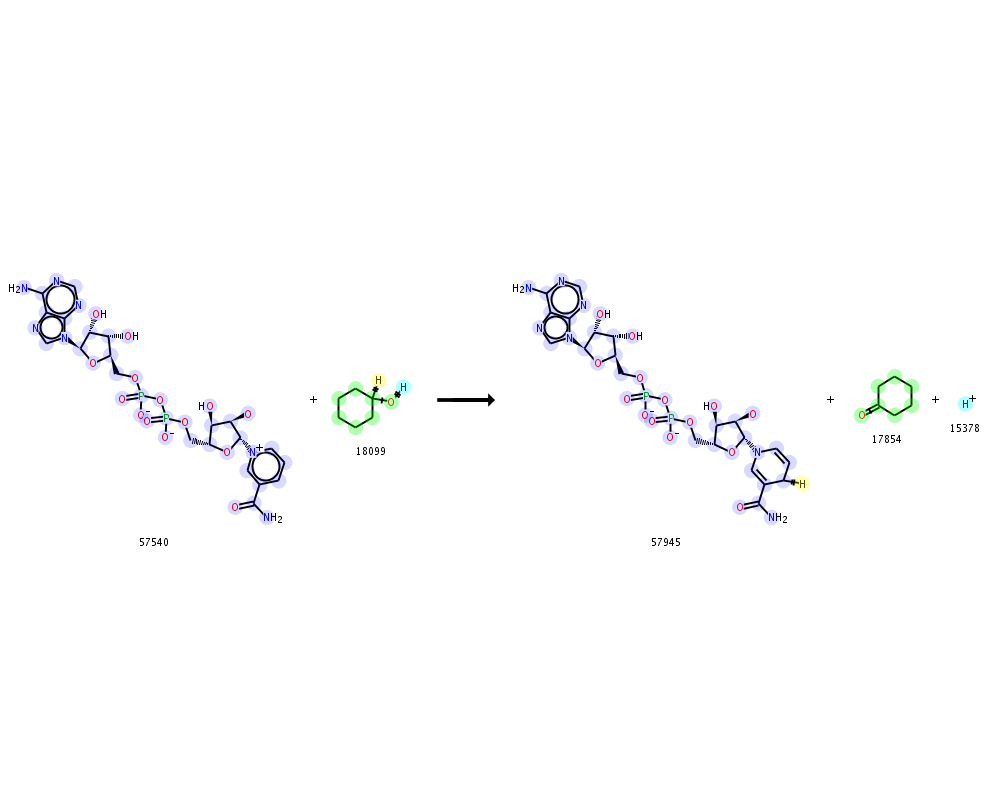 H₂N N N N N OH OH O O P O O⁻ O O P O O⁻ HO O O N⁺ O NH₂
57540
+
H H O
18099
H₂N N N N N OH OH O O P O O⁻ O O P O O⁻ HO O O N H O NH₂
57945
+
O
17854
+
H⁺
15378